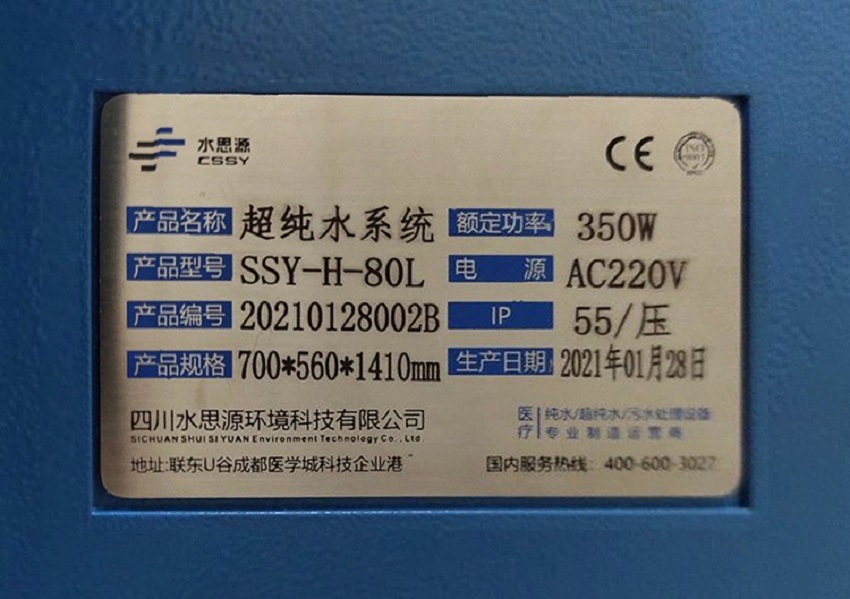 水思源
CSSY
CE
产品名称 超纯水系统 额定功率 350W
产品型号 SSY-H-80L 电源 AC220V
产品编号 20210128002B IP 55/压
产品规格 700*560*1410mm 生产日期 2021年01月28日
四川水思源环境科技有限公司
SICHUAN SHUI SI YUAN Environment Technology Co., Ltd
医疗 纯水/超纯水/污水处理设备
专业制造运营商
地址:联东U谷成都医学城科技企业港
国内服务热线: 400-600-3027